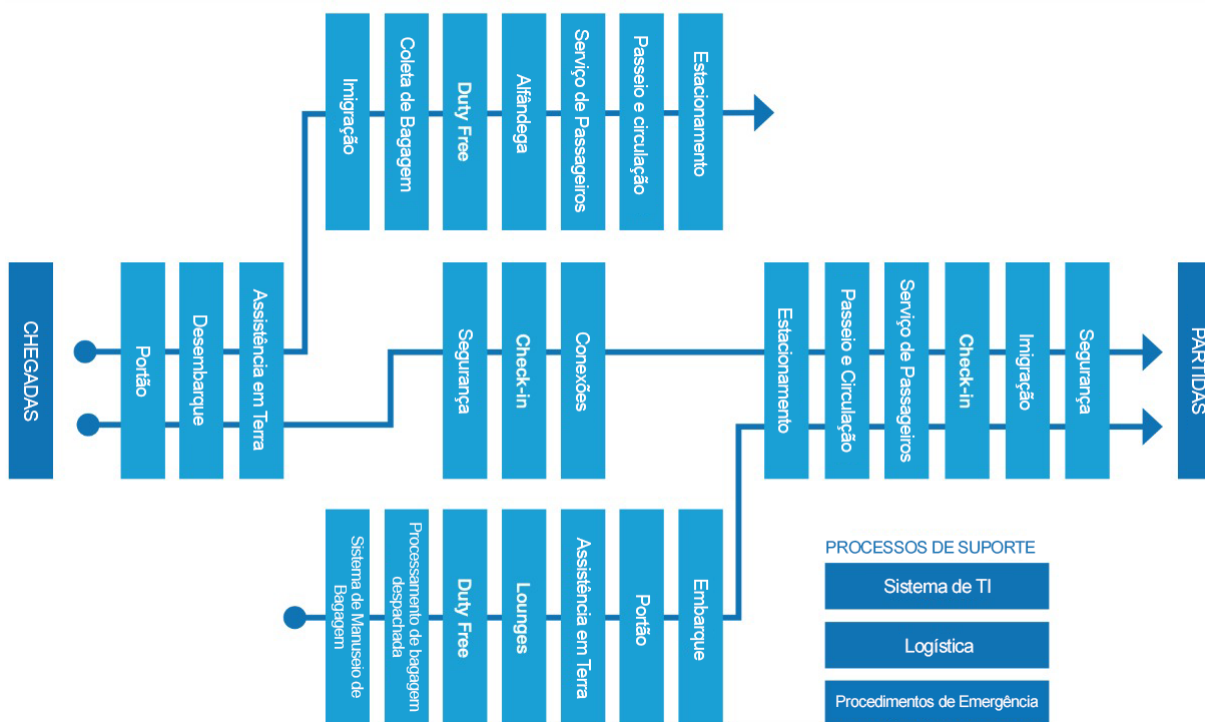 Imigração
Coleta de Bagagem
Duty Free
Alfândega
Serviço de Passageiros
Passeio e circulação
Estacionamento
CHEGADAS
Portão
Desembarque
Assistência em Terra
Segurança
Check-in
Conexões
Estacionamento
Passeio e Circulação
Serviço de Passageiros
Check-in
Imigração
Segurança
PARTIDAS
Sistema de Manuseio de
Bagagem
Processamento de bagagem
despachada
Duty Free
Lounges
Assistência em Terra
Portão
Embarque
PROCESSOS DE SUPORTE
Sistema de TI
Logística
Procedimentos de Emergência